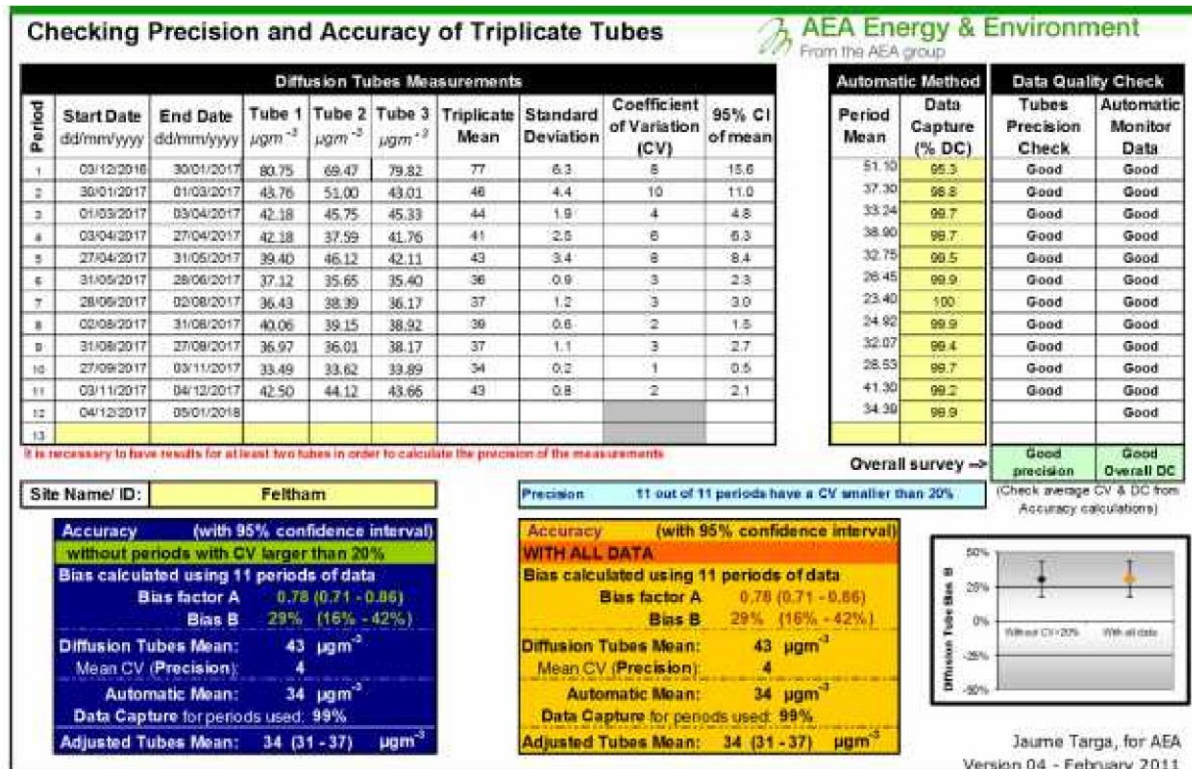 Checking Precision and Accuracy of Triplicate Tubes
AEA Energy & Environment
From the AEA group
Diffusion Tubes Measurements
Automatic Method
Data Quality Check
Period
Start Date dd/mm/yyyy
End Date dd/mm/yyyy
Tube 1 µgm-3
Tube 2 µgm-3
Tube 3 µgm-3
Triplicate Mean
Standard Deviation
Coefficient of Variation (CV)
95% CI of mean
Period Mean
Data Capture (% DC)
Tubes Precision Check
Automatic Monitor Data
1 03/12/2016 30/01/2017 80.75 69.47 79.82 77 6.3 8 15.6 51.10 95.3 Good Good
2 30/01/2017 01/03/2017 43.76 51.00 43.01 46 4.4 10 11.0 37.30 98.8 Good Good
3 01/03/2017 03/04/2017 42.18 45.75 45.33 44 1.9 4 4.8 33.24 99.7 Good Good
4 03/04/2017 27/04/2017 42.18 37.59 41.76 41 2.5 6 6.3 38.90 99.7 Good Good
5 27/04/2017 31/05/2017 39.40 46.12 42.11 43 3.4 8 8.4 32.75 99.5 Good Good
6 31/05/2017 28/06/2017 37.12 35.65 35.40 36 0.9 3 2.3 26.45 99.9 Good Good
7 28/06/2017 02/08/2017 36.43 38.39 36.17 37 1.2 3 3.0 23.40 100 Good Good
8 02/08/2017 31/08/2017 40.06 39.15 38.92 39 0.6 2 1.5 24.92 99.9 Good Good
9 31/08/2017 27/09/2017 36.97 36.01 38.17 37 1.1 3 2.7 32.07 99.4 Good Good
10 27/09/2017 03/11/2017 33.49 33.62 33.89 34 0.2 1 0.5 28.53 99.7 Good Good
11 03/11/2017 04/12/2017 42.50 44.12 43.66 43 0.8 2 2.1 41.30 99.2 Good Good
12 04/12/2017 05/01/2018 34.39 99.9 Good
13
It is necessary to have results for at least two tubes in order to calculate the precision of the measurements
Overall survey -->
Good precision
Good Overall DC
Site Name/ ID: Feltham
Precision 11 out of 11 periods have a CV smaller than 20%
(Check average CV & DC from
Accuracy calculations)
Accuracy (with 95% confidence interval)
without periods with CV larger than 20%
Bias calculated using 11 periods of data
Bias factor A 0.78 (0.71 - 0.86)
Bias B 29% (16% - 42%)
Diffusion Tubes Mean: 43 µgm-3
Mean CV (Precision): 4
Automatic Mean: 34 µgm-3
Data Capture for periods used: 99%
Adjusted Tubes Mean: 34 (31 - 37) µgm-3
Accuracy (with 95% confidence interval)
WITH ALL DATA
Bias calculated using 11 periods of data
Bias factor A 0.78 (0.71 - 0.86)
Bias B 29% (16% - 42%)
Diffusion Tubes Mean: 43 µgm-3
Mean CV (Precision): 4
Automatic Mean: 34 µgm-3
Data Capture for periods used: 99%
Adjusted Tubes Mean: 34 (31 - 37) µgm-3
Diffusion Tube Bias B
50%
25%
0%
-25%
-50%
Without CV>20%
With all data
Jaume Targa, for AEA
Version 04 - February 2011